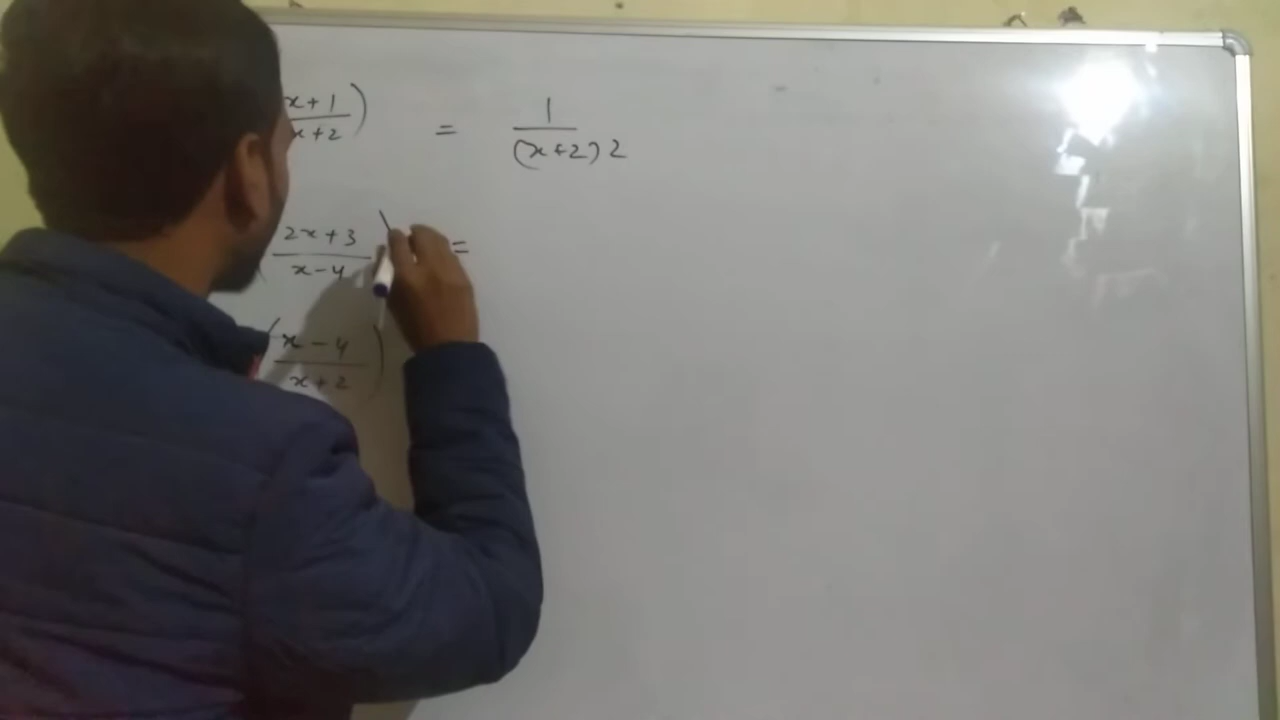 x+1/x+2) = 1/(x+2)2
(2x+3/x-4 =
(x-4/x+2)